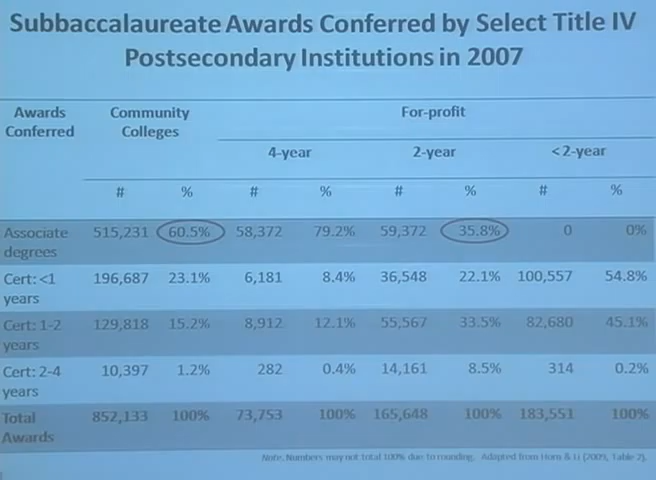 Subbaccalaureate Awards Conferred by Select Title IV
Postsecondary Institutions in 2007
Awards Conferred Community Colleges For-profit
4-year 2-year < 2-year
# % # % # % # %
Associate degrees 515,231 60.5% 58,372 79.2% 59,372 35.8% 0 0%
Cert: <1 years 196,687 23.1% 6,181 8.4% 36,548 22.1% 100,557 54.8%
Cert: 1-2 years 129,818 15.2% 8,912 12.1% 55,567 33.5% 82,680 45.1%
Cert: 2-4 years 10,397 1.2% 282 0.4% 14,161 8.5% 314 0.2%
Total Awards 852,133 100% 73,753 100% 165,648 100% 183,551 100%
Note. Numbers may not total 100% due to rounding. Adapted from Horn & Li (2009, Table 2).